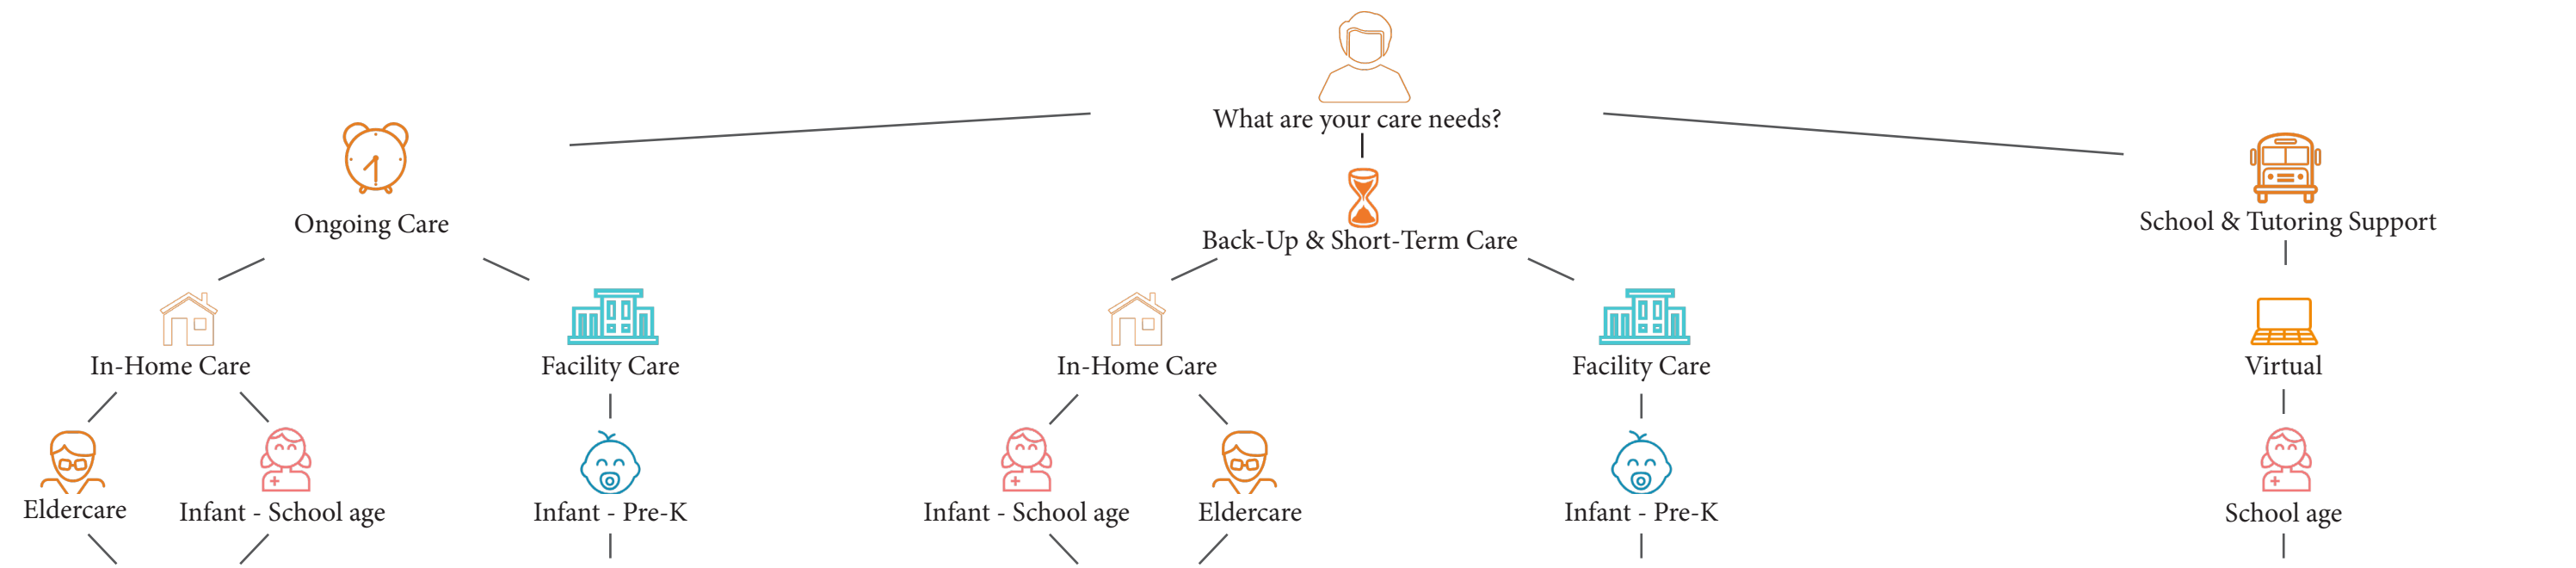 What are your care needs?
Ongoing Care
Back-Up & Short-Term Care
School & Tutoring Support
In-Home Care
Facility Care
In-Home Care
Facility Care
Virtual
Eldercare
Infant - School age
Infant - Pre-K
Infant - School age
Eldercare
Infant - Pre-K
School age